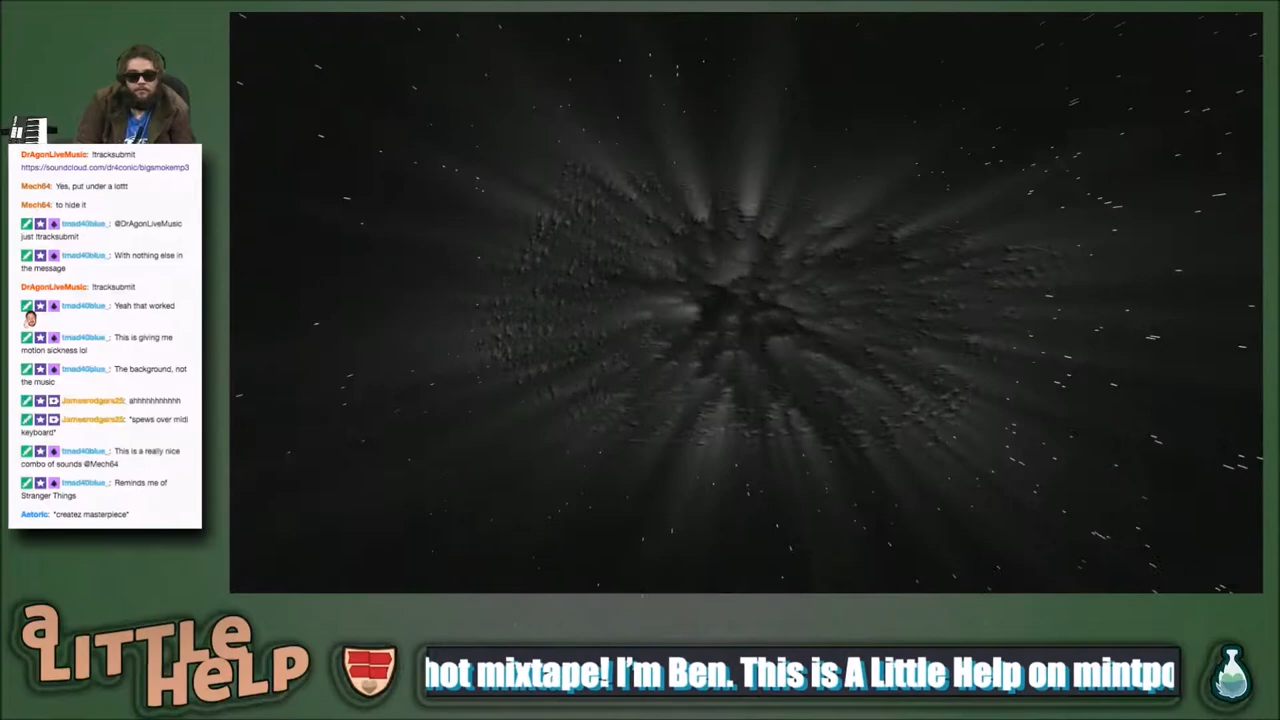 DrAgonLiveMusic: !tracksubmit
https://soundcloud.com/dr4conic/bigsmokemp3
Mech64: Yes, put under a lottt
Mech64: to hide it
tmad40blue_: @DrAgonLiveMusic
just !tracksubmit
tmad40blue_: With nothing else in
the message
DrAgonLiveMusic: !tracksubmit
tmad40blue_: Yeah that worked
tmad40blue_: This is giving me
motion sickness lol
tmad40blue_: The background, not
the music
Jamesrodgers25: ahhhhhhhhhh
Jamesrodgers25: *spews over midi
keyboard*
tmad40blue_: This is a really nice
combo of sounds @Mech64
tmad40blue_: Reminds me of
Stranger Things
Aetoric: *createz masterpiece*
a
LITTLE
HELP
hot mixtape! I'm Ben. This is A Little Help on mintpo